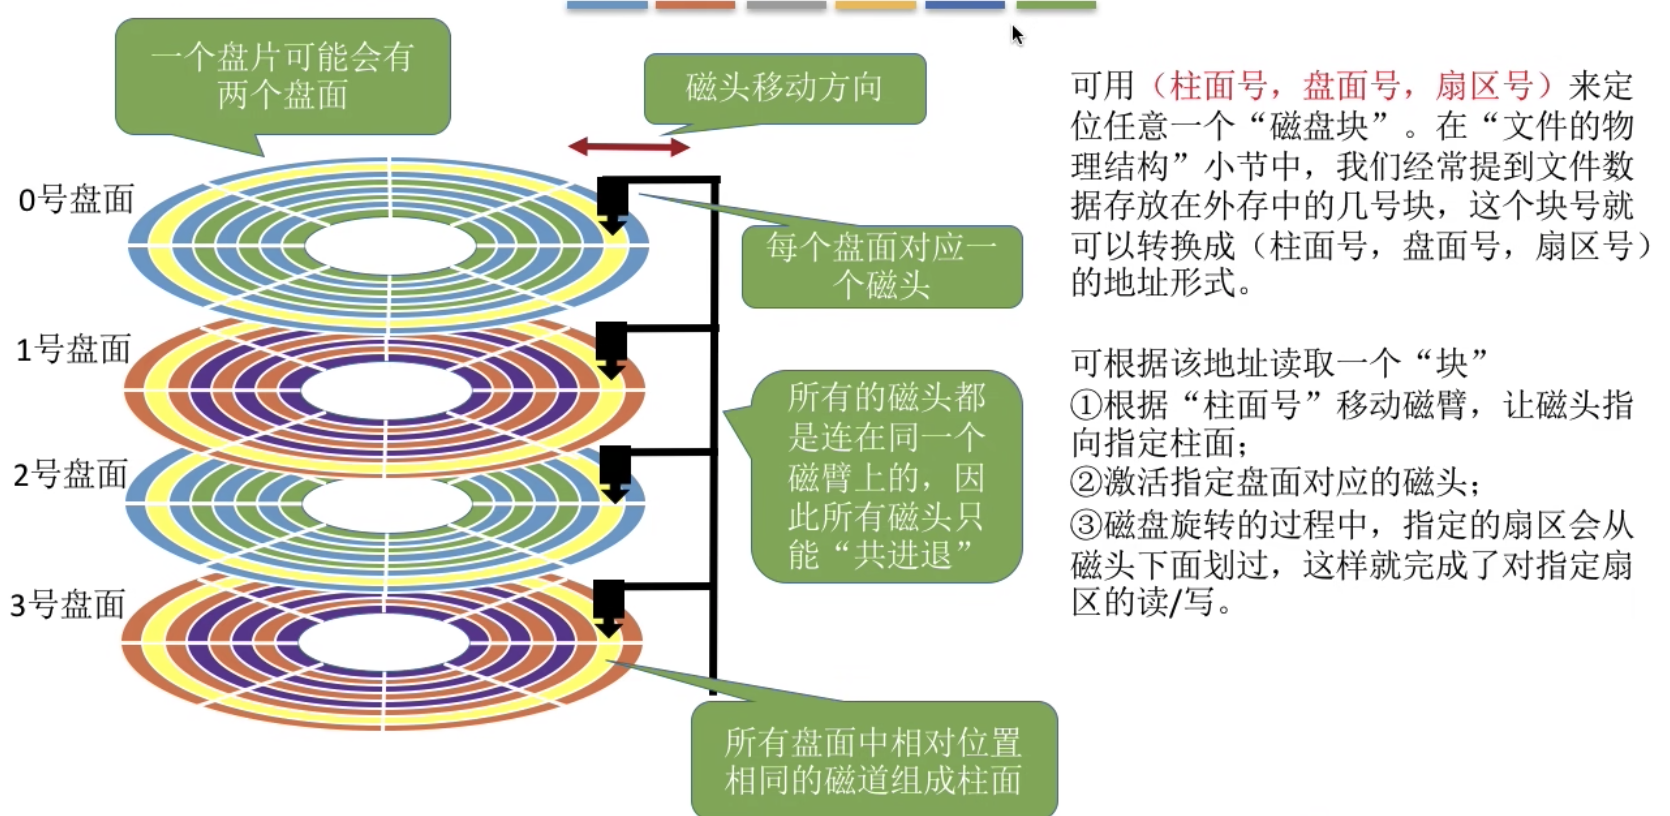 一个盘片可能会有
两个盘面
磁头移动方向
0号盘面
每个盘面对应一
个磁头
1号盘面
所有的磁头都
是连在同一个
磁臂上的，因
此所有磁头只
能“共进退”
2号盘面
3号盘面
所有盘面中相对位置
相同的磁道组成柱面
可用（柱面号，盘面号，扇区号）来定
位任意一个“磁盘块”。在“文件的物
理结构”小节中，我们经常提到文件数
据存放在外存中的几号块，这个块号就
可以转换成（柱面号，盘面号，扇区号）
的地址形式。
可根据该地址读取一个“块”
①根据“柱面号”移动磁臂，让磁头指
向指定柱面；
②激活指定盘面对应的磁头；
③磁盘旋转的过程中，指定的扇区会从
磁头下面划过，这样就完成了对指定扇
区的读/写。